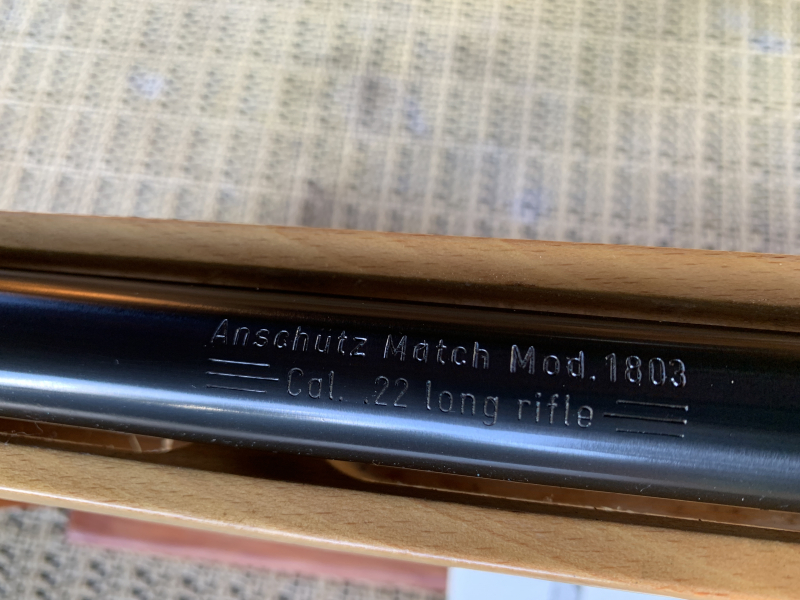 Anschütz Match Mod. 1803
Cal. .22 long rifle